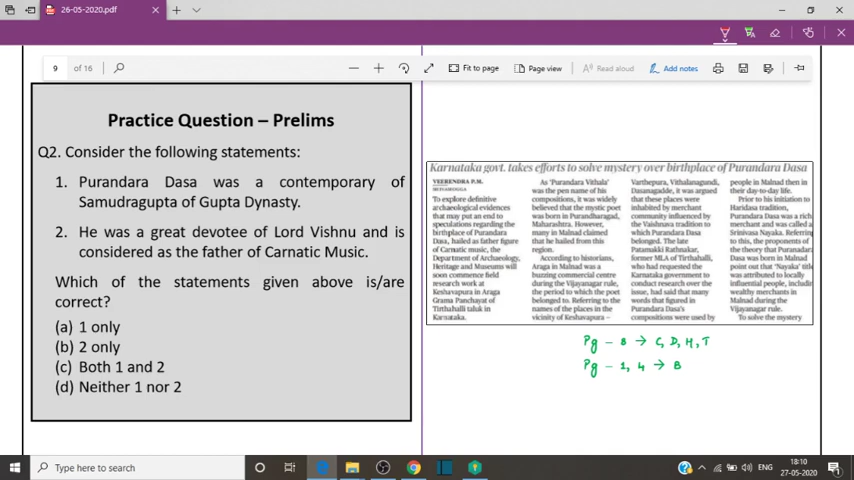 26-05-2020.pdf
9 of 16
Fit to page
Page view
Read aloud
Add notes
Practice Question – Prelims
Q2. Consider the following statements:
1. Purandara Dasa was a contemporary of
Samudragupta of Gupta Dynasty.
2. He was a great devotee of Lord Vishnu and is
considered as the father of Carnatic Music.
Which of the statements given above is/are
correct?
(a) 1 only
(b) 2 only
(c) Both 1 and 2
(d) Neither 1 nor 2
Karnataka govt. takes efforts to solve mystery over birthplace of Purandara Dasa
VEERENDRA P.M.
SHIVAMOGGA
To explore definitive
archaeological evidences
that may put an end to
speculations regarding the
birthplace of Purandara
Dasa, hailed as father figure
of Carnatic music, the
Department of Archaeology,
Heritage and Museums will
soon commence field
research work at
Keshavapura in Araga
Grama Panchayat of
Tirthahalli taluk in
Karnataka.
As 'Purandara Vithala'
was the pen name of his
compositions, it was widely
believed that the mystic poet
was born in Purandharagad,
Maharashtra. However,
many in Malnad claimed
that he hailed from this
region.
According to historians,
Araga in Malnad was a
buzzing commercial centre
during the Vijayanagar rule,
the period to which the poet
belonged. Referring to the
names of the places in the
vicinity of Keshavapura –
Varthepura, Vithalanagundi,
Dasanagadde, it was argued
that these places were
inhabited by merchant
community influenced by
the Vaishnava tradition to
which Purandara Dasa
belonged. The late
Patamakki Ratnakar,
former MLA of Tirthahalli,
who had requested the
Karnataka government to
conduct research over the
issue, had said that many
words that figured in
Purandara Dasa's
compositions were used by
people in Malnad then in
their day-to-day life.
Prior to his initiation to
Haridasa tradition,
Purandara Dasa was a rich
merchant and was called as
Srinivasa Nayaka. Referring
to this, the proponents of
the theory that Purandara
Dasa was born in Malnad
point out that 'Nayaka' title
was attributed to locally
influential people, including
wealthy merchants in
Malnad during the
Vijayanagar rule.
To solve the mystery
Pg - 8 → C, D, H, T
Pg - 1, 4 → B
Type here to search
ENG
18:10
27-05-2020